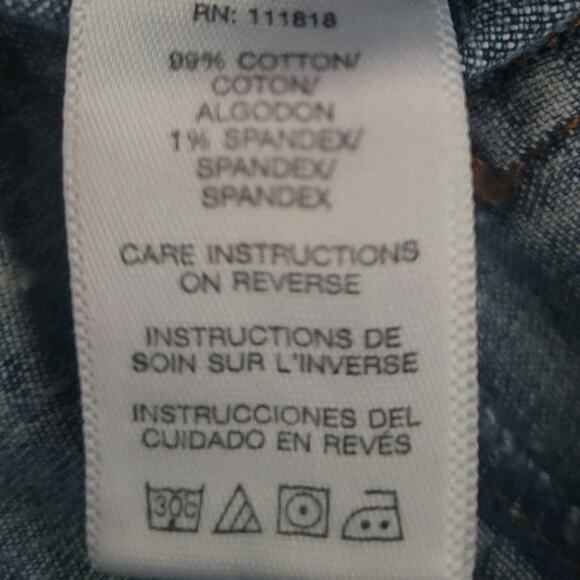 RN: 111818
99% COTTON/
COTON/
ALGODON
1% SPANDEX/
SPANDEX/
SPANDEX
CARE INSTRUCTIONS
ON REVERSE
INSTRUCTIONS DE
SOIN SUR L'INVERSE
INSTRUCCIONES DEL
CUIDADO EN REVÉS
30C